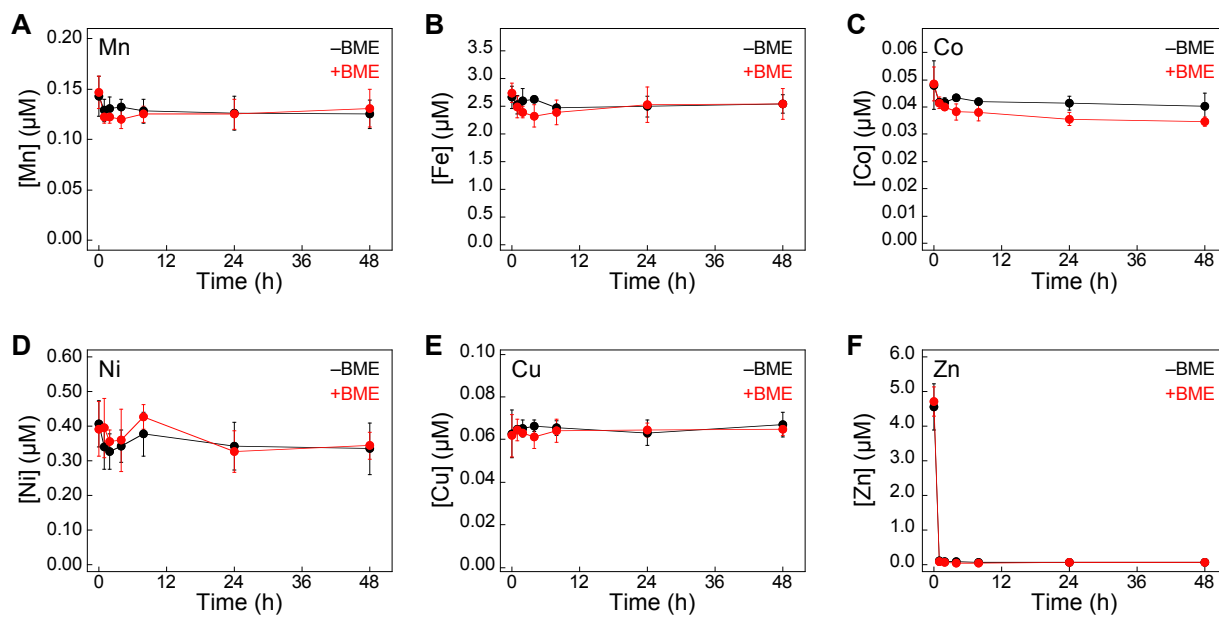 A
Mn
–BME
+BME
0.20
0.15
0.10
0.05
0.00
[Mn] (µM)
0 12 24 36 48
Time (h)
B
Fe
–BME
+BME
3.5
3.0
2.5
2.0
1.5
1.0
0.5
0.0
[Fe] (µM)
0 12 24 36 48
Time (h)
C
Co
–BME
+BME
0.06
0.05
0.04
0.03
0.02
0.02
0.00
[Co] (µM)
0 12 24 36 48
Time (h)
D
Ni
–BME
+BME
0.60
0.50
0.40
0.30
0.20
0.10
0.00
[Ni] (µM)
0 12 24 36 48
Time (h)
E
Cu
–BME
+BME
0.10
0.08
0.06
0.04
0.02
0.00
[Cu] (µM)
0 12 24 36 48
Time (h)
F
Zn
–BME
+BME
6.0
5.0
4.0
3.0
2.0
1.0
0.0
[Zn] (µM)
0 12 24 36 48
Time (h)